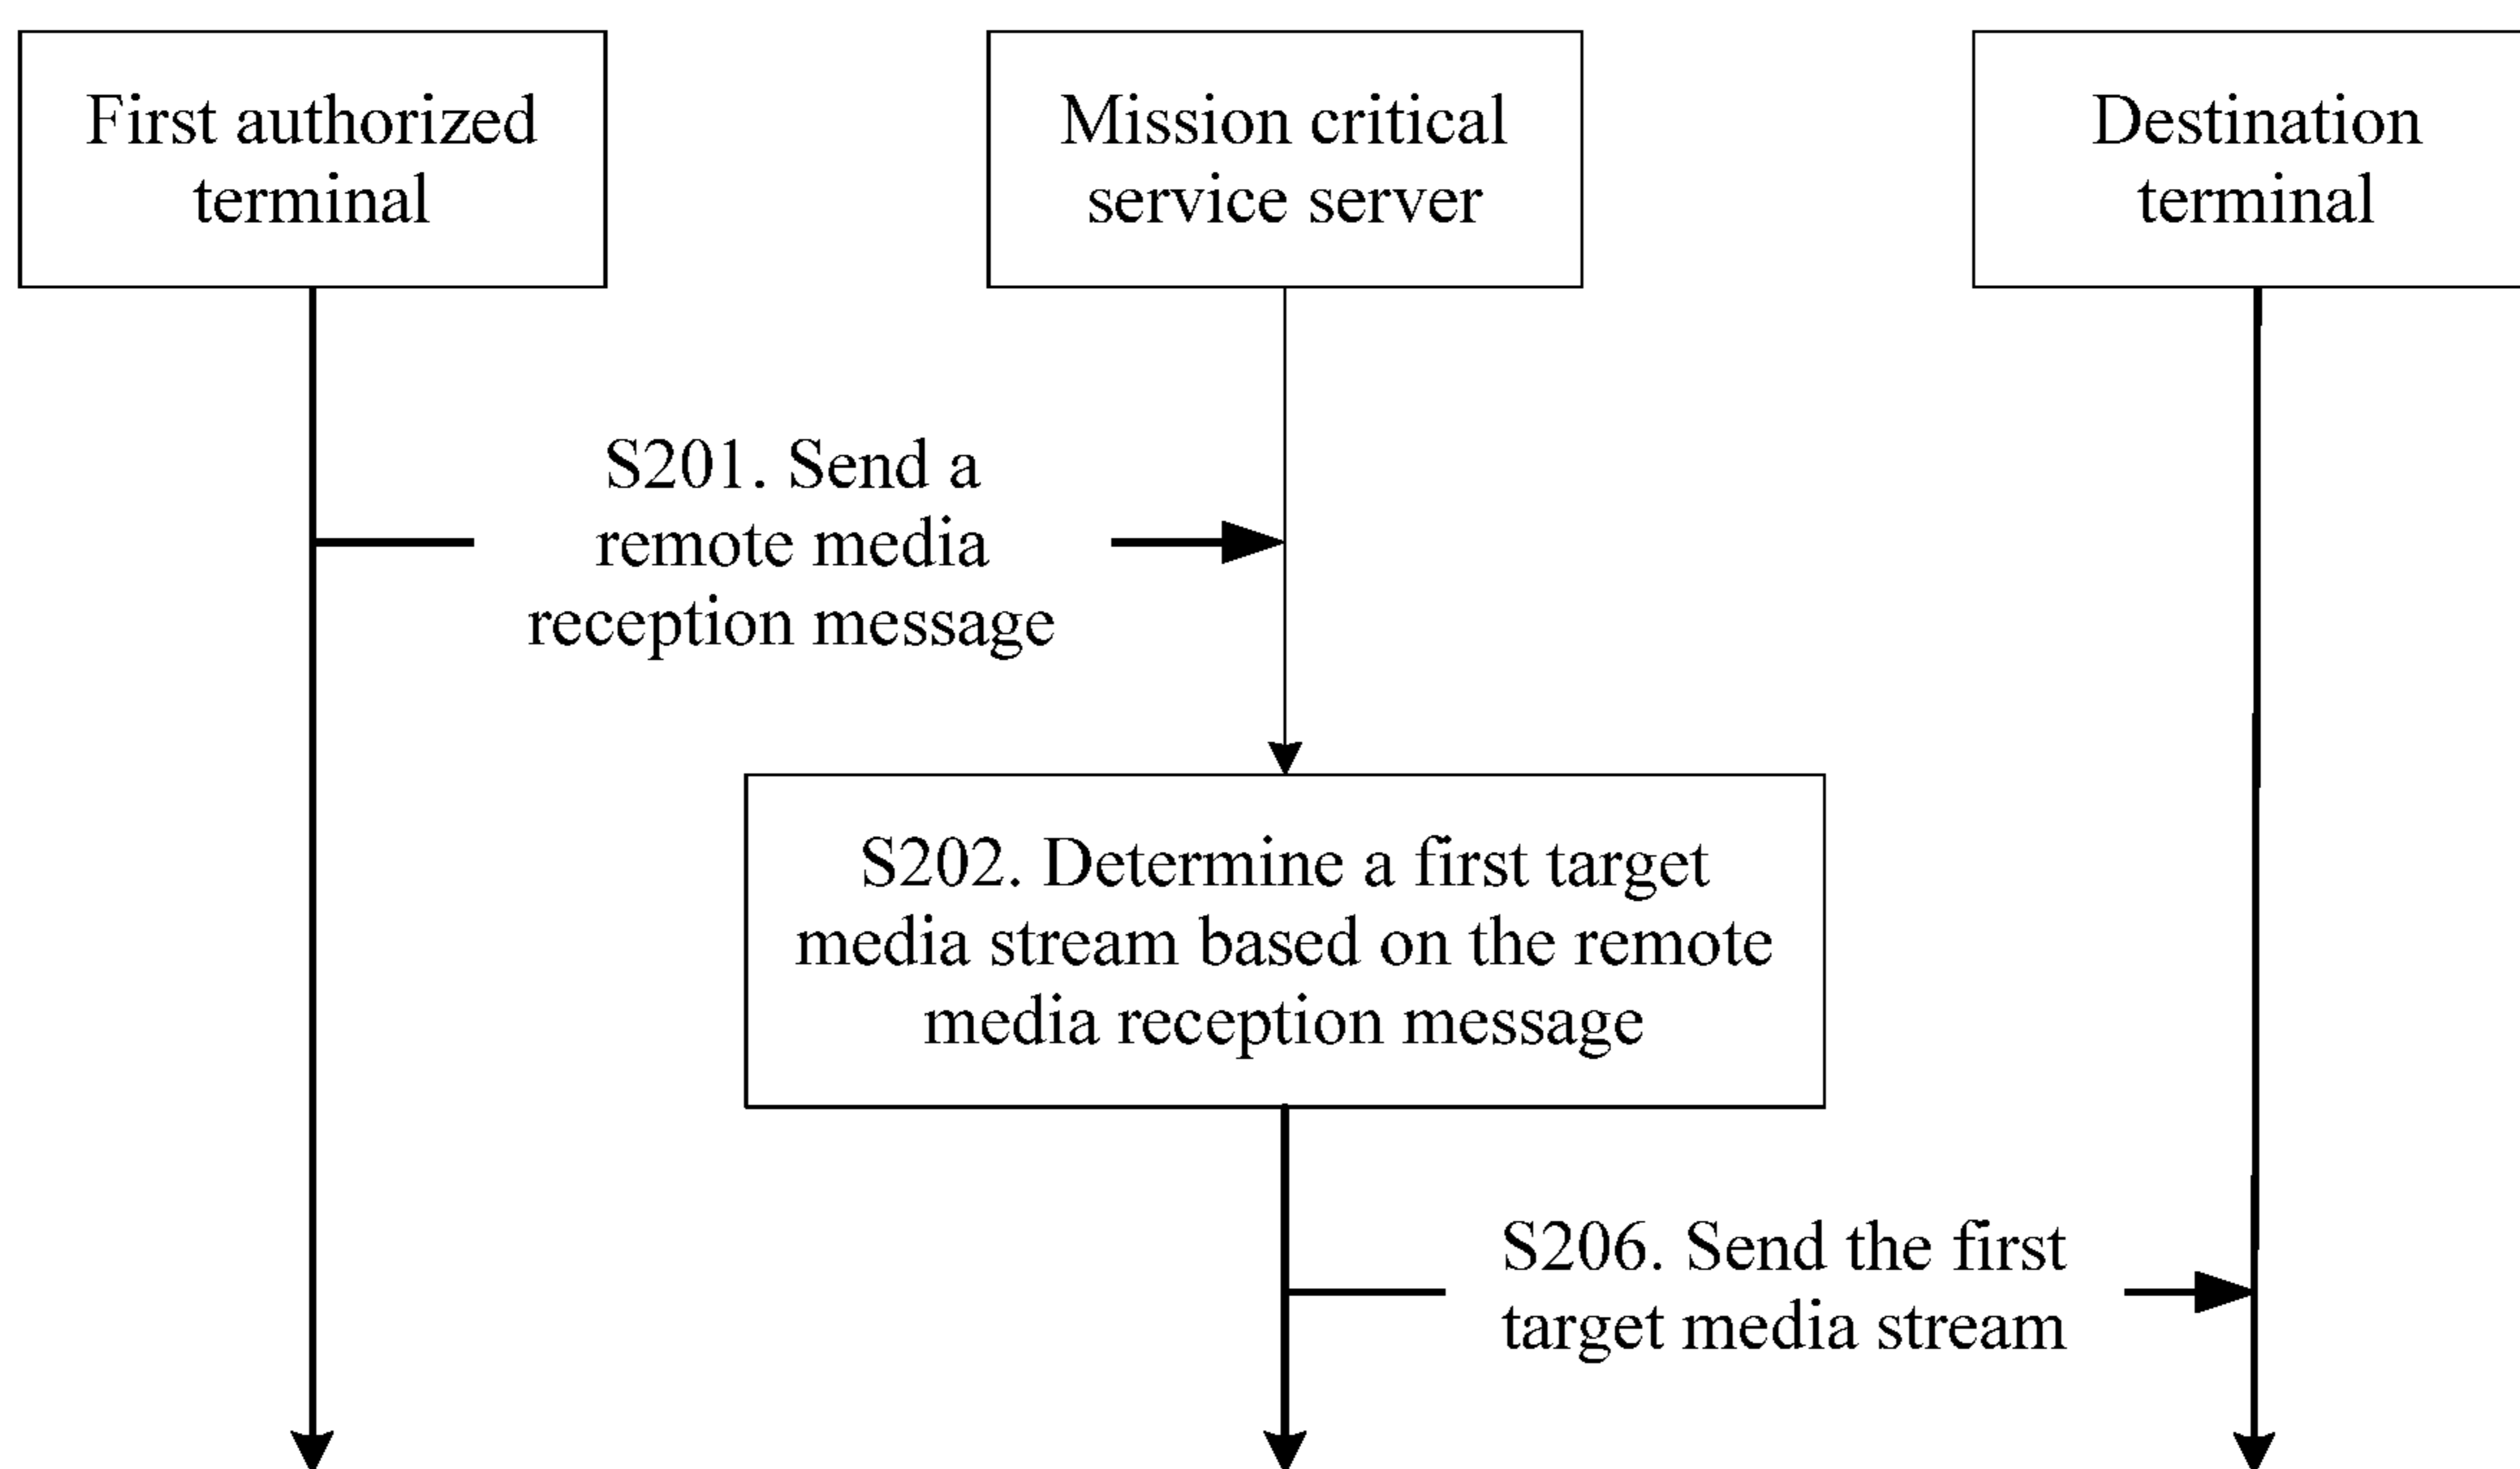 First authorized
terminal
Mission critical
service server
Destination
terminal
S201. Send a
remote media
reception message
S202. Determine a first target
media stream based on the remote
media reception message
S206. Send the first
target media stream